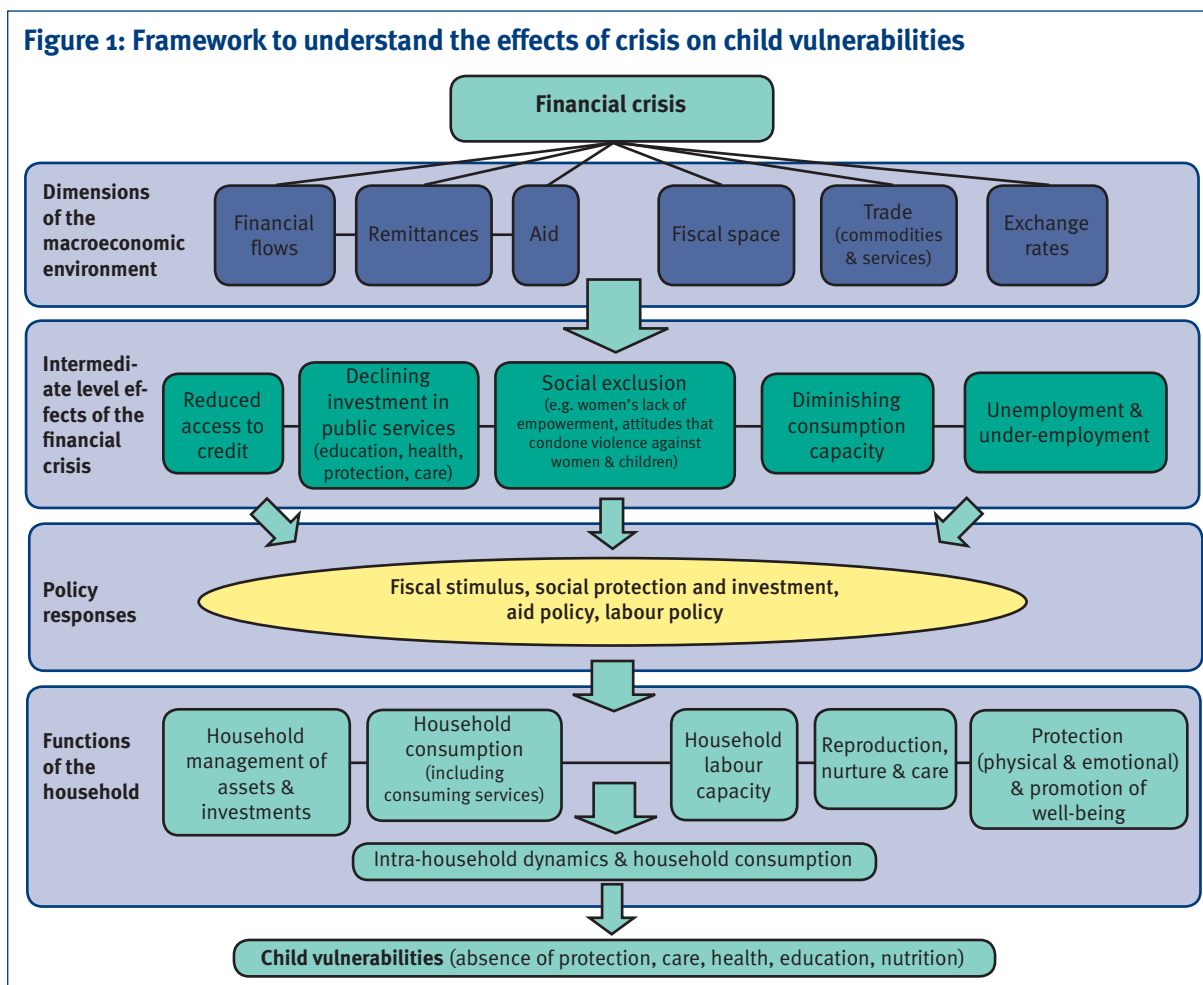 Figure 1: Framework to understand the effects of crisis on child vulnerabilities
Financial crisis
Dimensions
of the
macroeconomic
environment
Financial
flows
Remittances
Aid
Fiscal space
Trade
(commodities
& services)
Exchange
rates
Intermedi-
ate level ef-
fects of the
financial
crisis
Reduced
access to
credit
Declining
investment in
public services
(education, health,
protection, care)
Social exclusion
(e.g. women's lack of
empowerment, attitudes that
condone violence against
women & children)
Diminishing
consumption
capacity
Unemployment &
under-employment
Policy
responses
Fiscal stimulus, social protection and investment,
aid policy, labour policy
Functions
of the
household
Household
management of
assets &
investments
Household
consumption
(including
consuming services)
Household
labour
capacity
Reproduction,
nurture & care
Protection
(physical & emotional)
& promotion of
well-being
Intra-household dynamics & household consumption
Child vulnerabilities (absence of protection, care, health, education, nutrition)